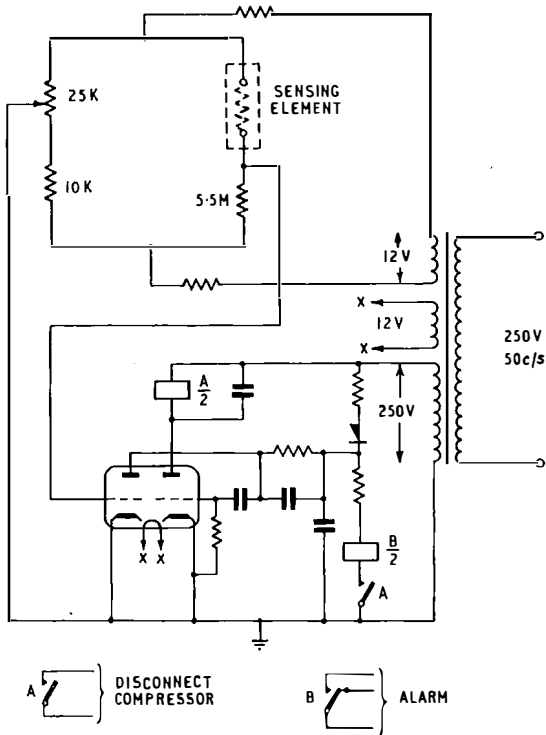 25K
SENSING
ELEMENT
10K
5·5M
12V
X
12V
X
250V
50c/s
A/2
250V
X X
B/2
A
A
DISCONNECT
COMPRESSOR
B
ALARM